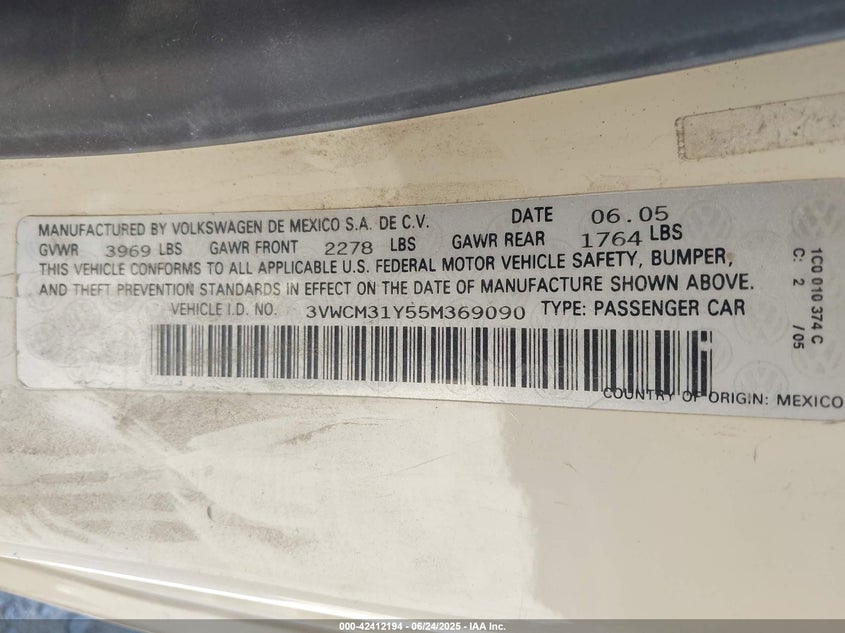 MANUFACTURED BY VOLKSWAGEN DE MEXICO S.A. DE C.V. DATE 06.05
GVWR 3969 LBS GAWR FRONT 2278 LBS GAWR REAR 1764 LBS
THIS VEHICLE CONFORMS TO ALL APPLICABLE U.S. FEDERAL MOTOR VEHICLE SAFETY, BUMPER,
AND THEFT PREVENTION STANDARDS IN EFFECT ON THE DATE OF MANUFACTURE SHOWN ABOVE.
VEHICLE I.D. NO. 3VWCM31Y55M369090 TYPE: PASSENGER CAR
COUNTRY OF ORIGIN: MEXICO
1C0 010 374 C
C: 2 /05
000-42412194 - 06/24/2025 - IAA Inc.